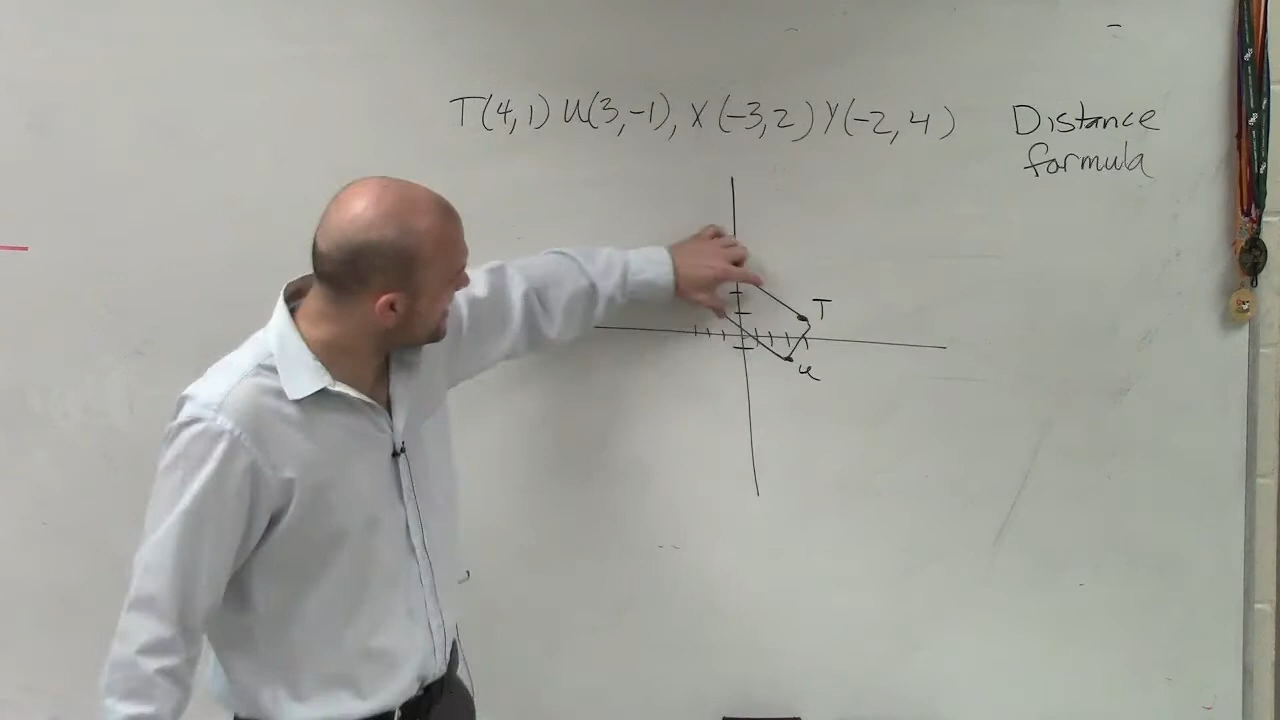 T(4,1) U(3,-1), X(-3,2) Y(-2,4)
Distance
formula
T
u